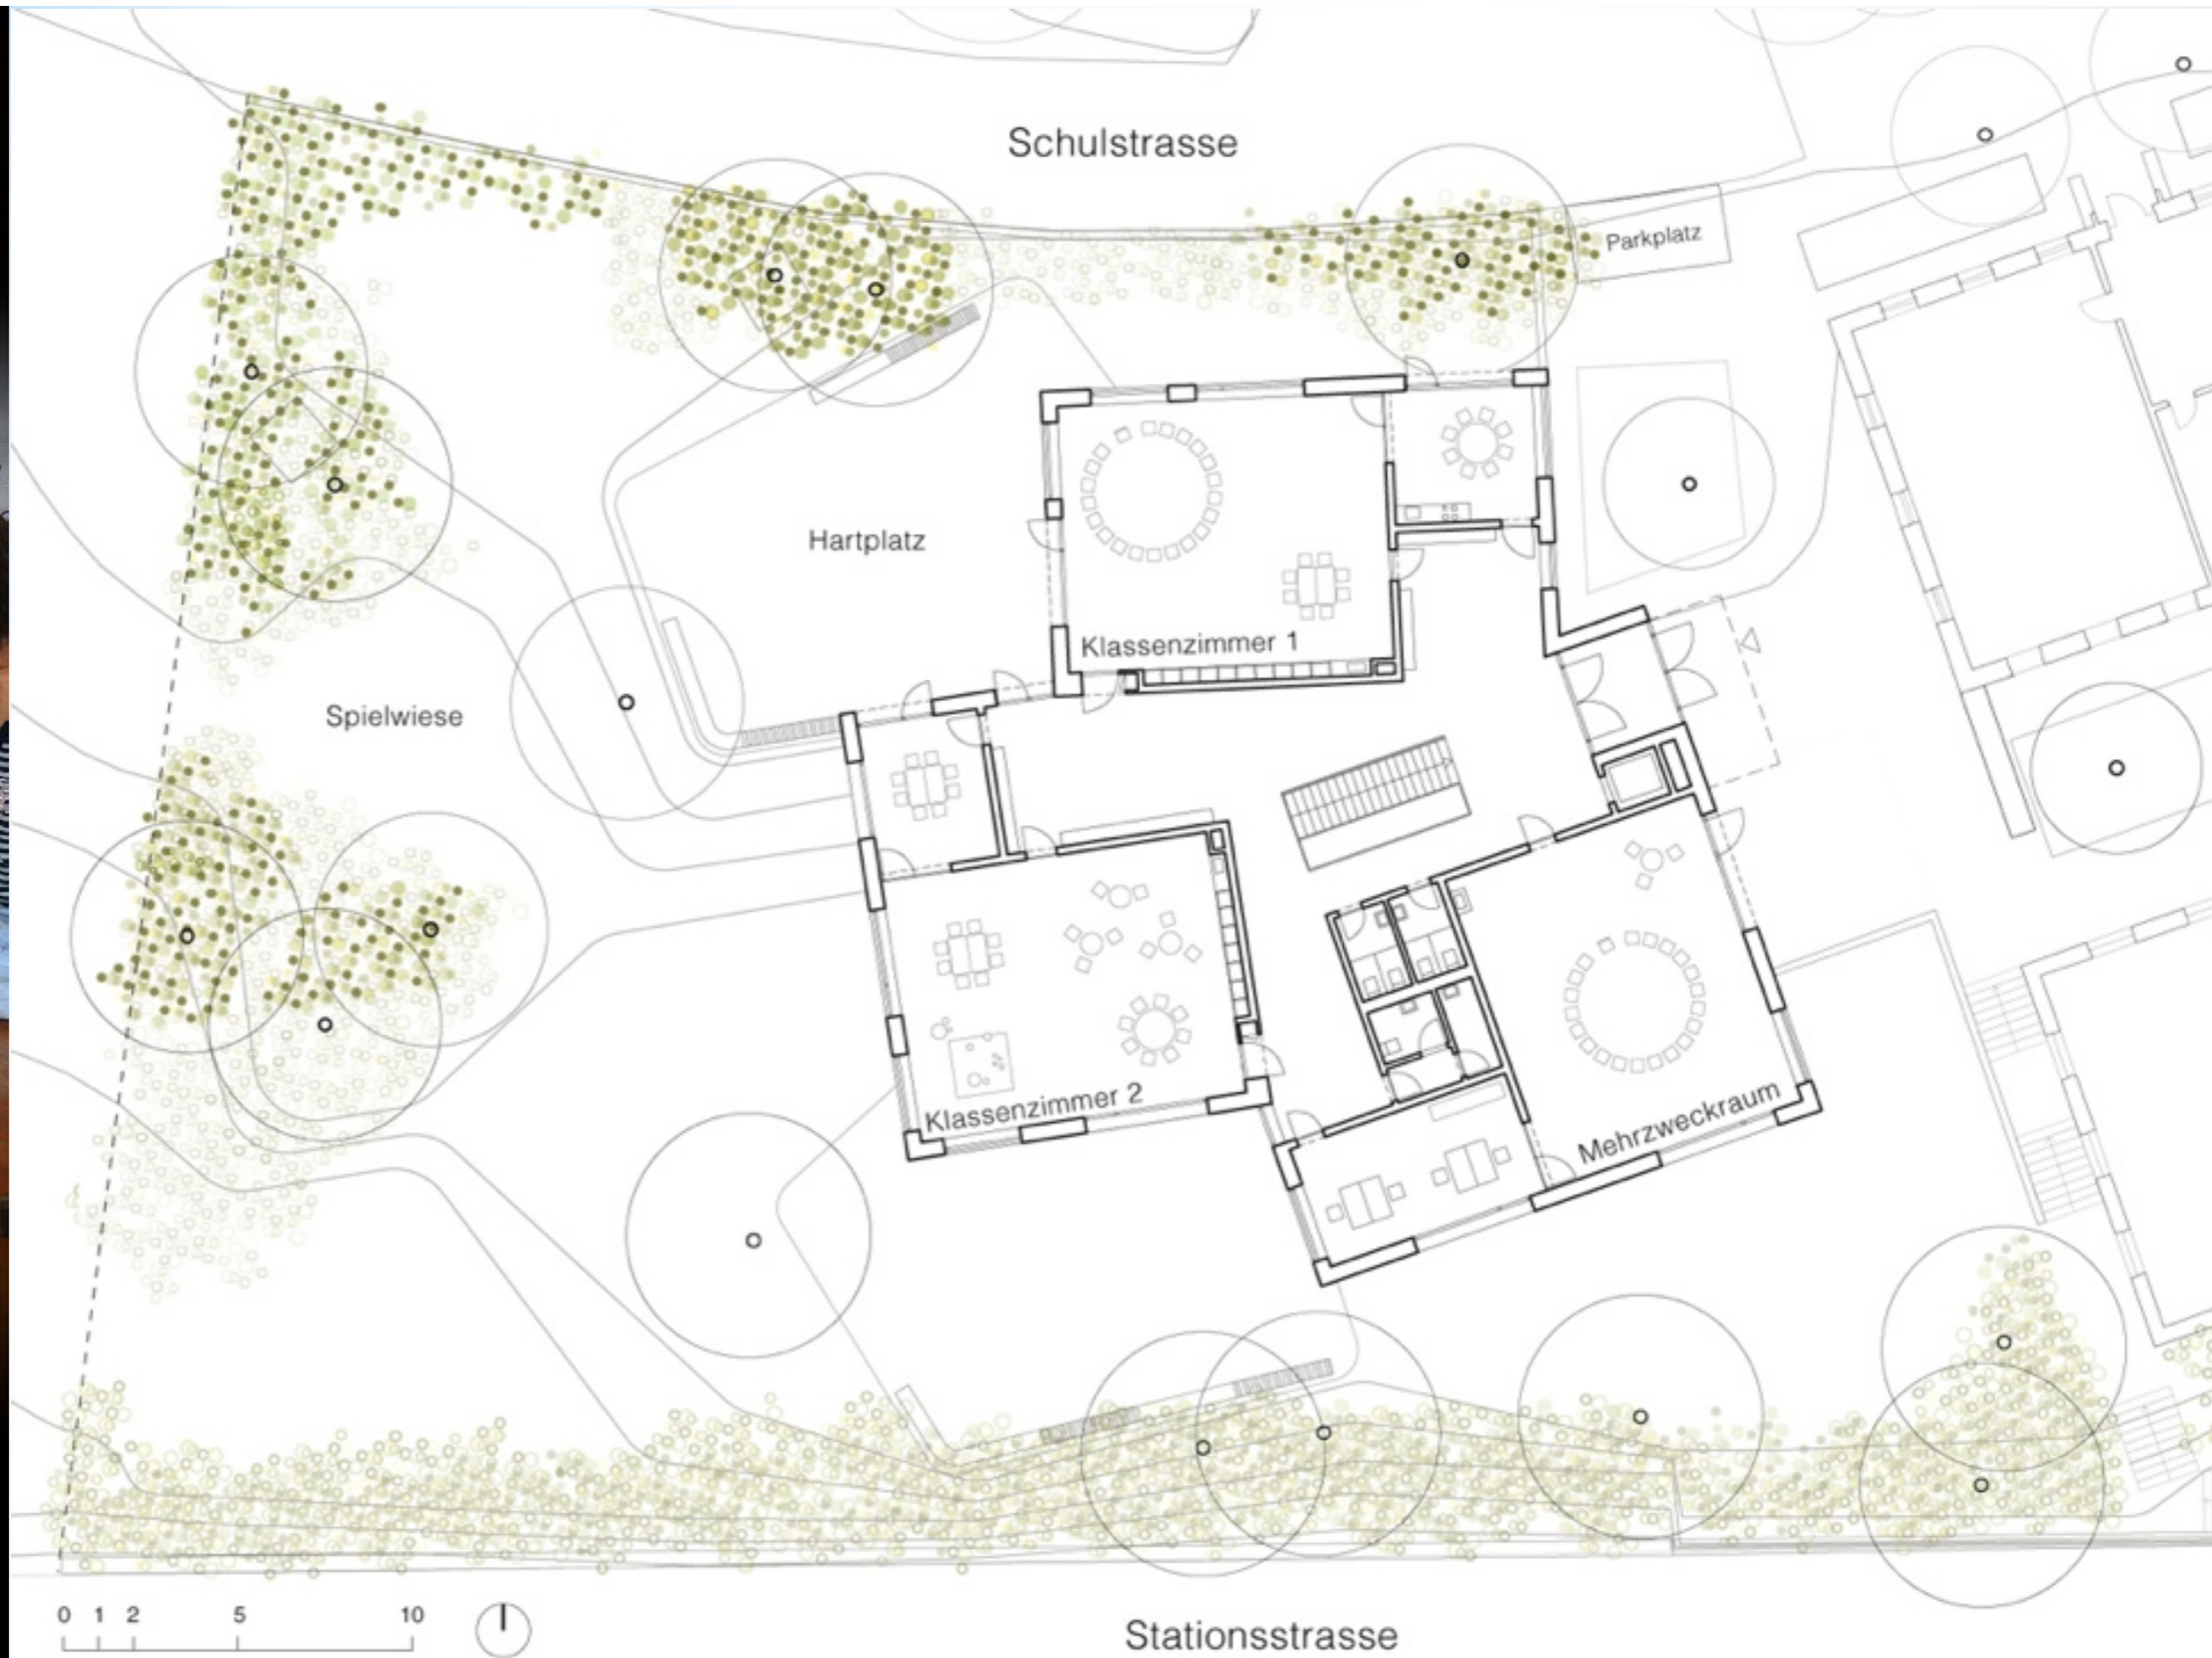 Schulstrasse
Parkplatz
Hartplatz
Klassenzimmer 1
Spielwiese
Klassenzimmer 2
Mehrzweckraum
0 1 2 5 10
Stationsstrasse